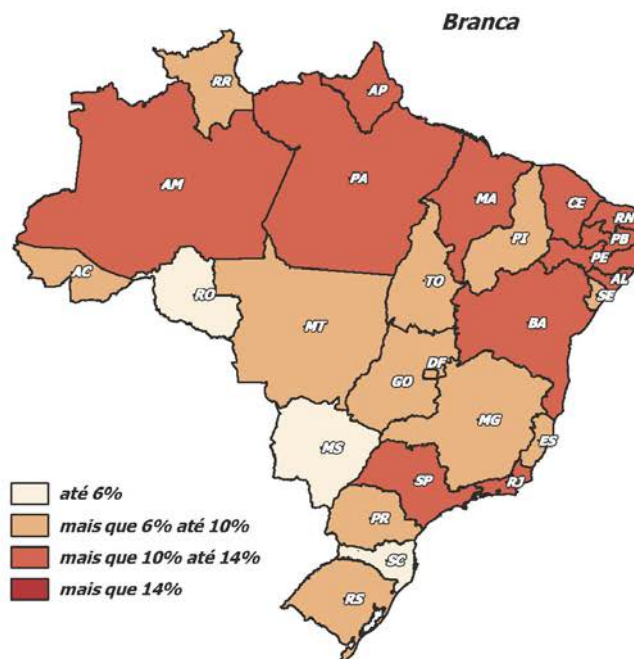 Branca
RR
AP
AM
PA
MA
CE
RN
PB
PI
PE
AL
SE
AC
RO
TO
BA
MT
DF
GO
MG
ES
MS
SP
RJ
PR
SC
RS
até 6%
mais que 6% até 10%
mais que 10% até 14%
mais que 14%